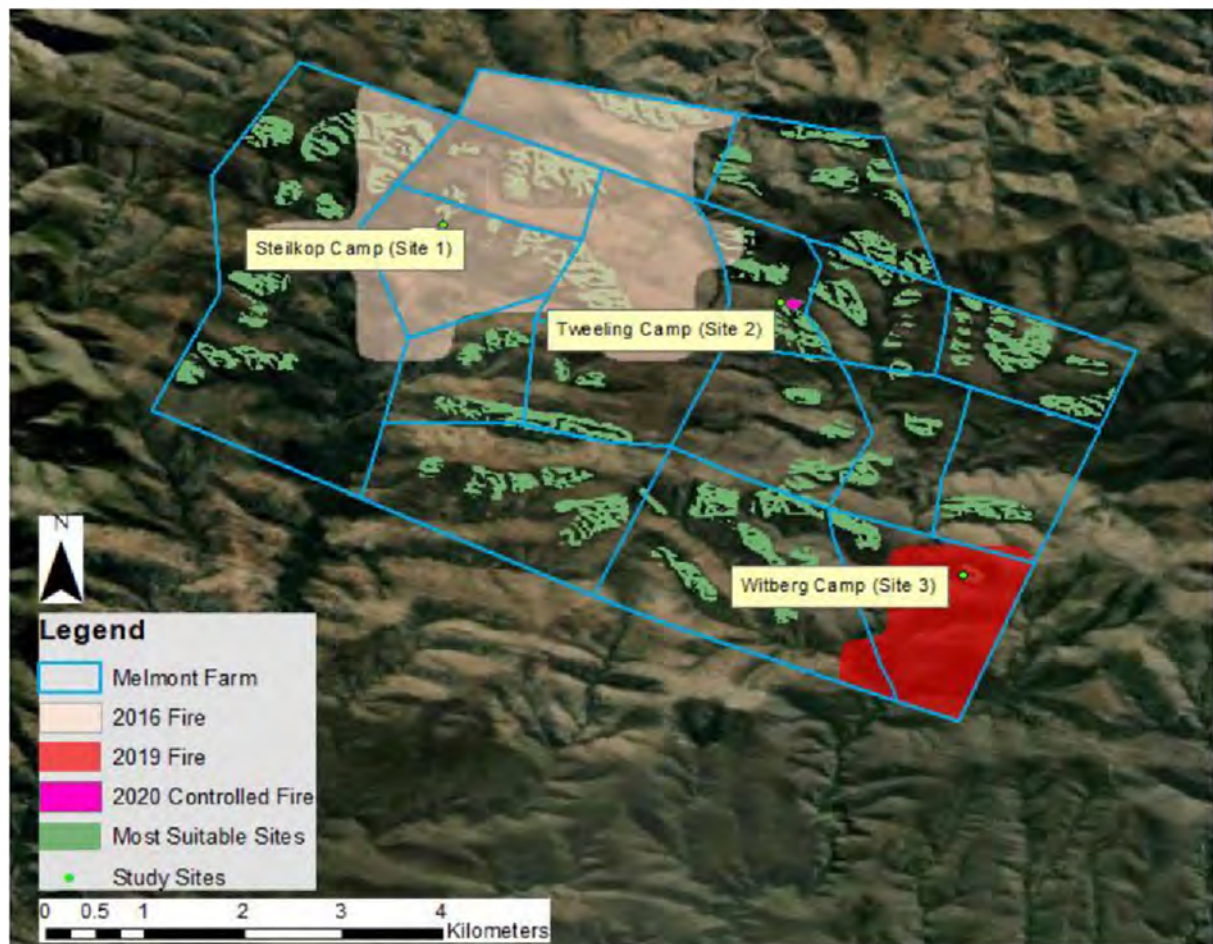 Steilkop Camp (Site 1)
Tweeling Camp (Site 2)
Witberg Camp (Site 3)
N
Legend
Melmont Farm
2016 Fire
2019 Fire
2020 Controlled Fire
Most Suitable Sites
Study Sites
0 0.5 1 2 3 4
Kilometers